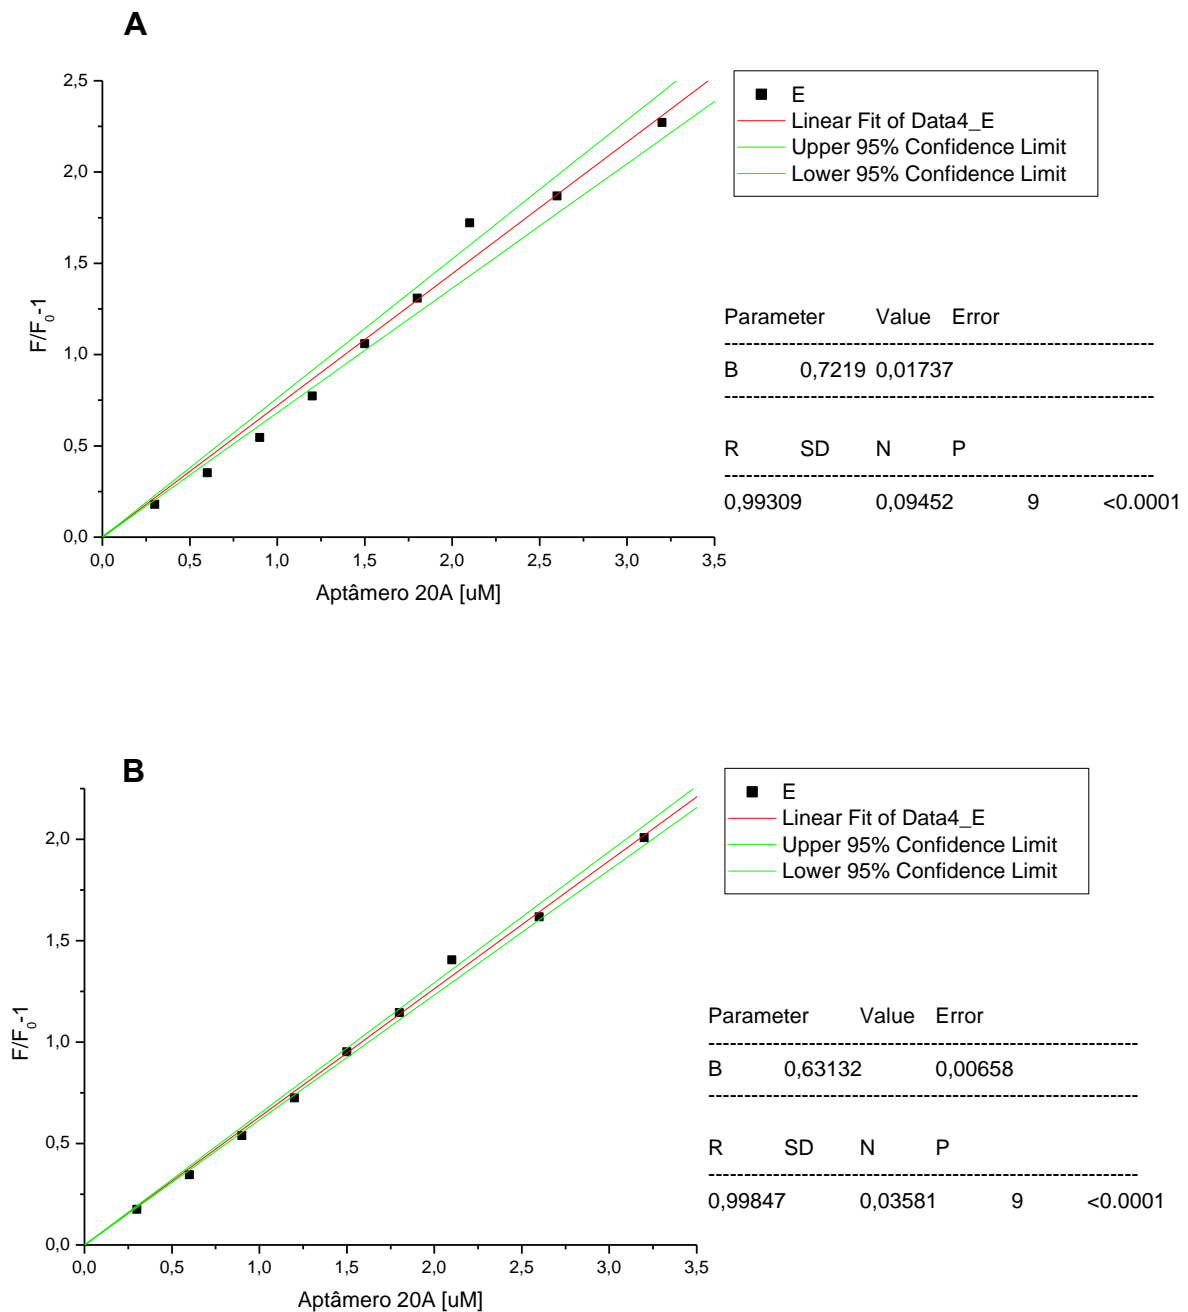 A
2,5
2,0
1,5
1,0
0,5
0,0
F/F₀-1
0,0 0,5 1,0 1,5 2,0 2,5 3,0 3,5
Aptâmero 20A [uM]
E
Linear Fit of Data4_E
Upper 95% Confidence Limit
Lower 95% Confidence Limit
Parameter Value Error
---------------------------------------------------------------
B 0,7219 0,01737
---------------------------------------------------------------
R SD N P
---------------------------------------------------------------
0,99309 0,09452 9 <0.0001
B
2,0
1,5
1,0
0,5
0,0
F/F₀-1
0,0 0,5 1,0 1,5 2,0 2,5 3,0 3,5
Aptâmero 20A [uM]
E
Linear Fit of Data4_E
Upper 95% Confidence Limit
Lower 95% Confidence Limit
Parameter Value Error
---------------------------------------------------------------
B 0,63132 0,00658
---------------------------------------------------------------
R SD N P
---------------------------------------------------------------
0,99847 0,03581 9 <0.0001